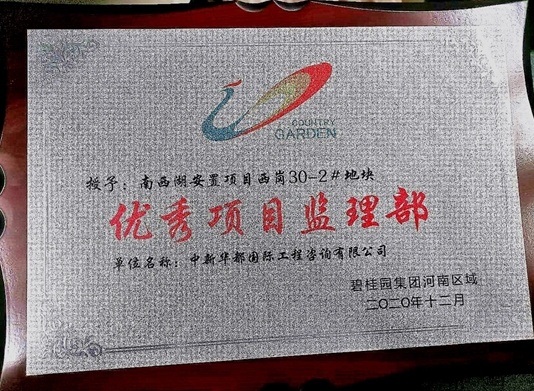 COUNTRY
GARDEN
授予：南西湖安置项目西岗30-2#地块
优秀项目监理部
单位名称：中新华都国际工程咨询有限公司
碧桂园集团河南区域
二〇二〇年十二月